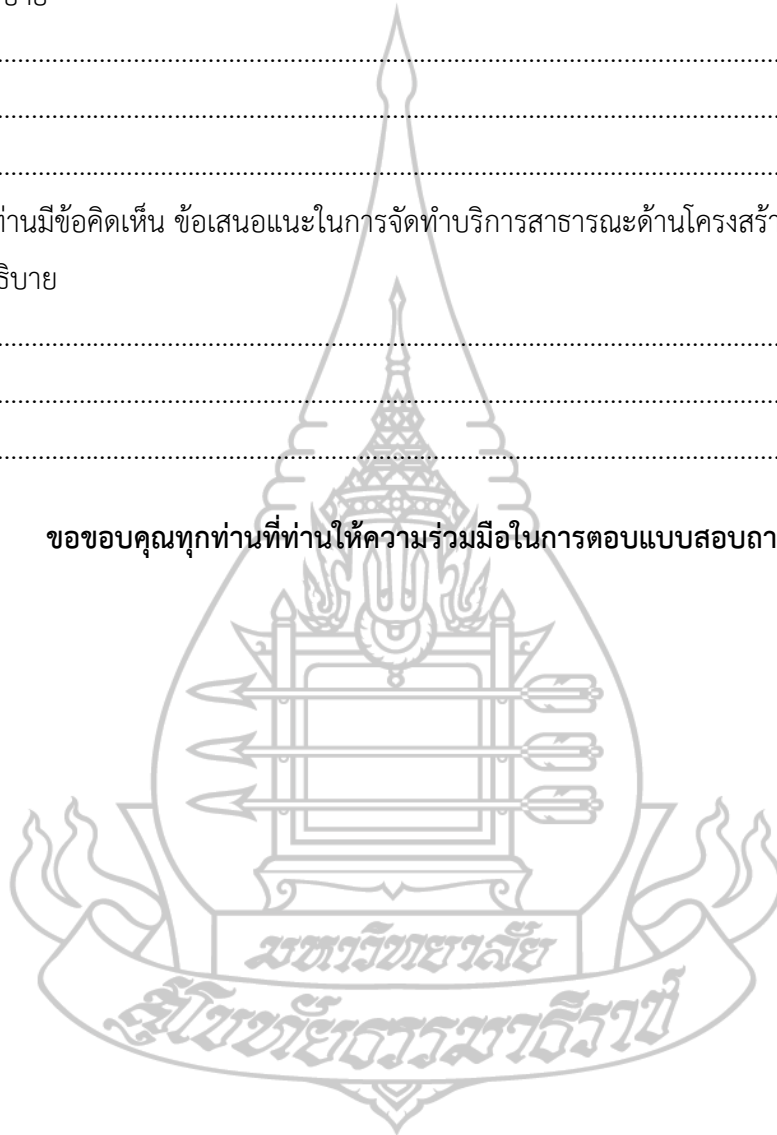 ......................................................................................................................
......................................................................................................................
......................................................................................................................
ท่านมีข้อคิดเห็น ข้อเสนอแนะในการจัดทำบริการสาธารณะด้านโครงสร้า
ธิบาย
......................................................................................................................
......................................................................................................................
......................................................................................................................
ขอขอบคุณทุกท่านที่ท่านให้ความร่วมมือในการตอบแบบสอบถา
มหาวิทยาลัย
สุโขทัยธรรมาธิราช